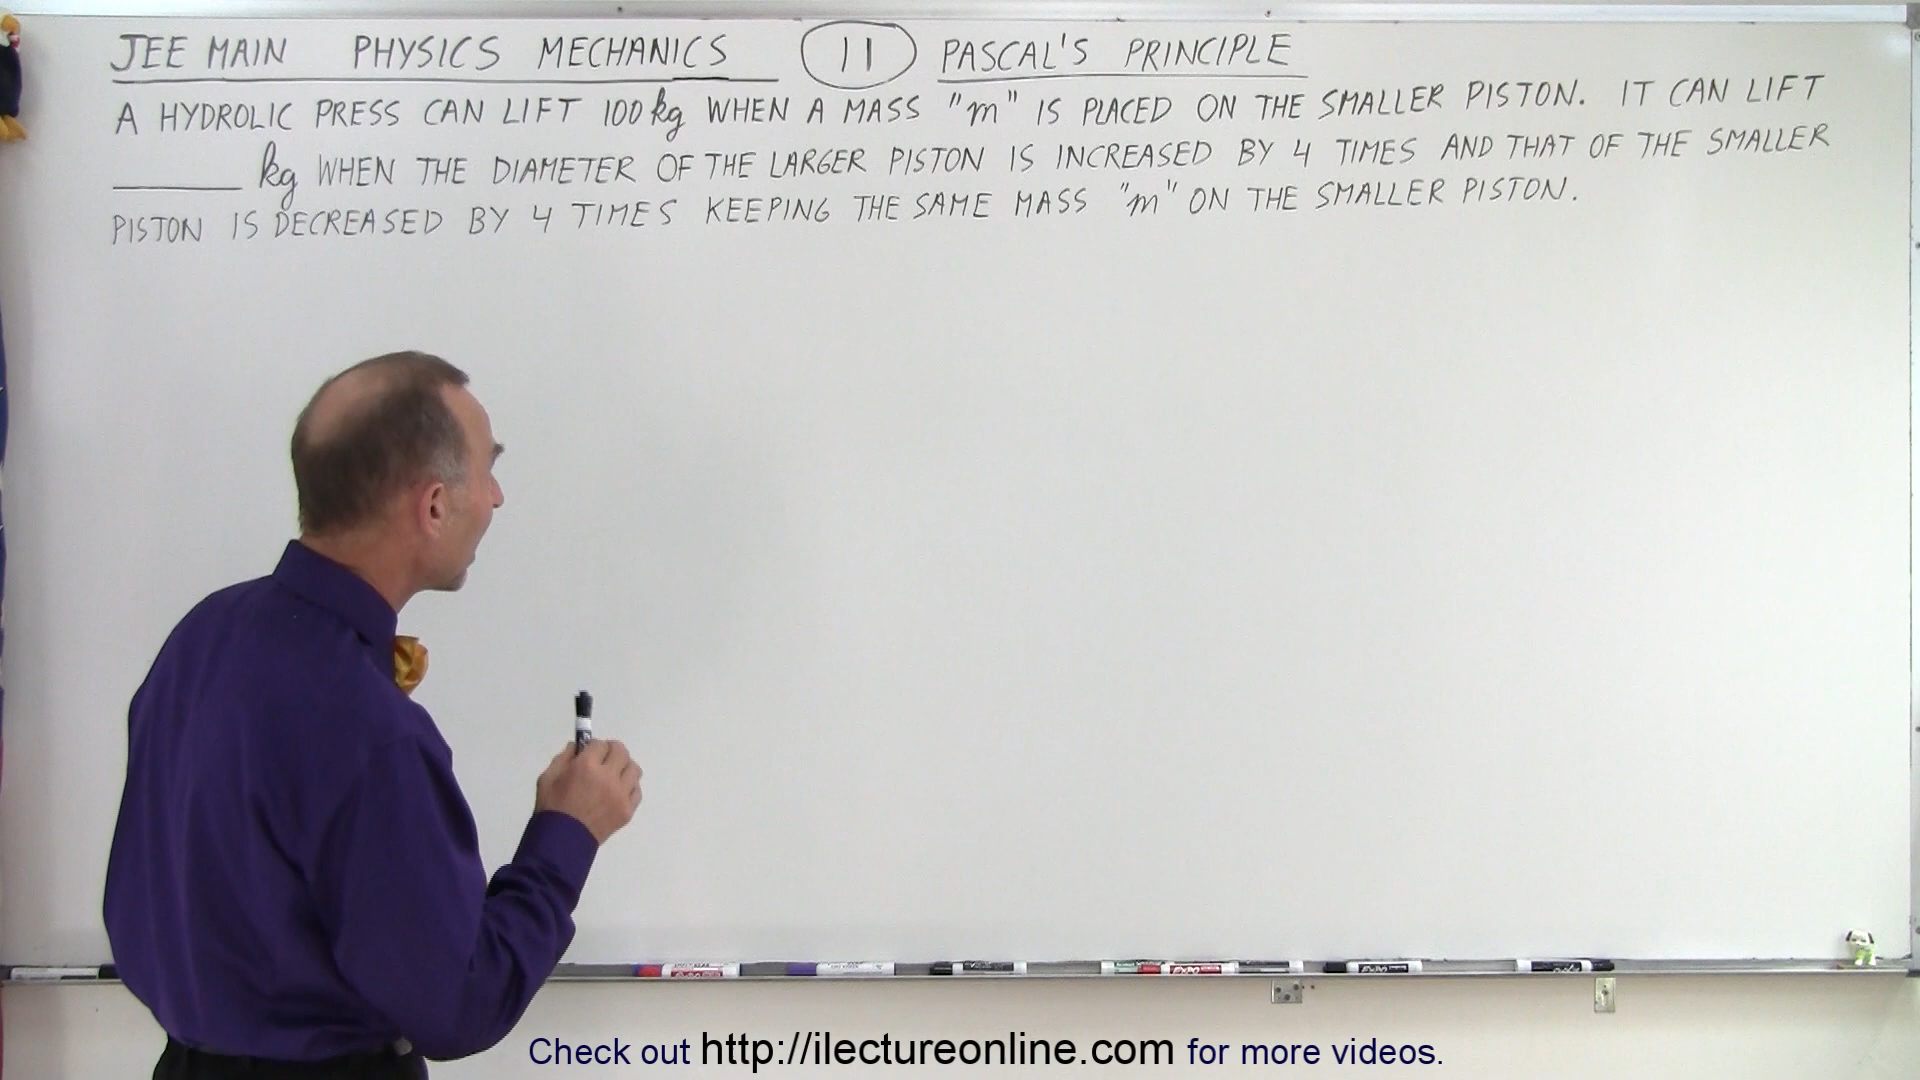 JEE MAIN PHYSICS MECHANICS 11 PASCAL'S PRINCIPLE
A HYDROLIC PRESS CAN LIFT 100 kg WHEN A MASS "m" IS PLACED ON THE SMALLER PISTON. IT CAN LIFT
______ kg WHEN THE DIAMETER OF THE LARGER PISTON IS INCREASED BY 4 TIMES AND THAT OF THE SMALLER
PISTON IS DECREASED BY 4 TIMES KEEPING THE SAME MASS "m" ON THE SMALLER PISTON.
EXPO EXPO
Check out http://ilectureonline.com for more videos.